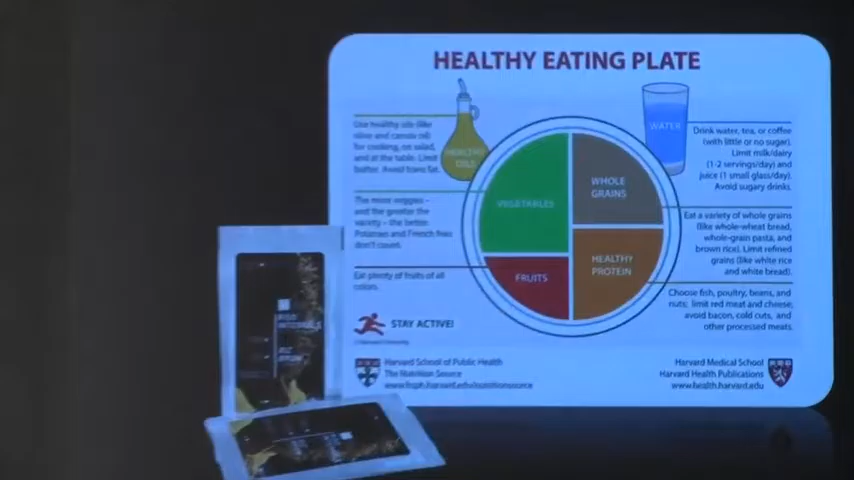 HEALTHY EATING PLATE
Use healthy oils (like
olive and canola oil)
for cooking, on salad,
and at the table. Limit
butter. Avoid trans fat.
HEALTHY
OILS
WATER
Drink water, tea, or coffee
(with little or no sugar).
Limit milk/dairy
(1-2 servings/day) and
juice (1 small glass/day).
Avoid sugary drinks.
The more veggies –
and the greater the
variety – the better.
Potatoes and French fries
don't count.
VEGETABLES
WHOLE
GRAINS
Eat a variety of whole grains
(like whole-wheat bread,
whole-grain pasta, and
brown rice). Limit refined
grains (like white rice
and white bread).
Eat plenty of fruits of all
colors.
FRUITS
HEALTHY
PROTEIN
Choose fish, poultry, beans, and
nuts; limit red meat and cheese;
avoid bacon, cold cuts, and
other processed meats.
STAY ACTIVE!
Harvard School of Public Health
The Nutrition Source
www.hsph.harvard.edu/nutritionsource
Harvard Medical School
Harvard Health Publications
www.health.harvard.edu